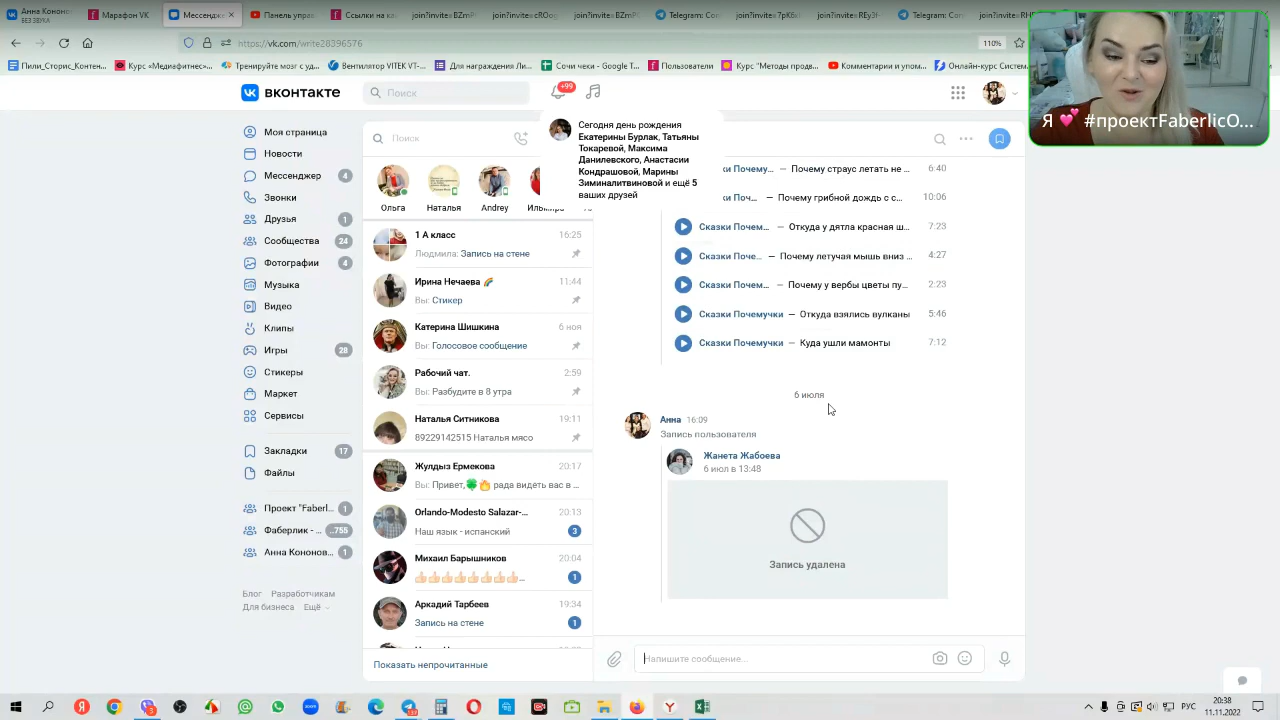 Анна Кононо
БЕЗ ЗВУКА
Мессендж
Telegram:
Telegram Con
https://vk.com/write28396576
110%
Пили_Сторис_Контен...
Курс «Медиафитнес»...
Тренируйте мозг с уд...
Вентилятор VITEK VT-...
Для награждения Ли...
Сочи чеки - Google Т...
Пользователи
Курс "Методы продв...
Комментарии и упом...
Онлайн-курс Систем
Я 💕 #проектFaberlicO...
вконтакте
Поиск
+99
Сегодня день рождения
Екатерины Бурлак, Татьяны
Токаревой, Максима
Данилевского, Анастасии
Кондрашовой, Марины
Зиминалитвиновой и ещё 5
ваших друзей
Моя страница
Новости
Мессенджер 4
Звонки
Друзья 1
Сообщества 24
Фотографии 4
Музыка
Видео
Клипы
Игры 28
Стикеры
Маркет
Сервисы
Закладки 17
Файлы
Проект "Faberl... 1
Фаберлик - ... ..755
Анна Кононов... 1
Блог Разработчикам
Для бизнеса Ещё
Поиск
Ольга Наталья Andrey
1 А класс 16:25
Людмила: Запись на стене
Ирина Нечаева 🌈 11:44
Вы: Стикер
Катерина Шишкина 6 ноя
Вы: Голосовое сообщение
Рабочий чат. 2:59
Вы: Разбудите в 8 утра
Наталья Ситникова 19:11
89229142515 Наталья мясо
Жулдыз Ермекова 20:17
Вы: Привет,🍀👏 рада видеть вас в ...
Orlando-Modesto Salazar-... 20:13
Наш язык - испанский 3
Михаил Барышников 20:04
👍🏻👍🏻👍🏻👍🏻👍🏻👍🏻👍🏻👍🏻... 1
Аркадий Тарбеев 19:34
Запись на стене 1
Показать непрочитанные
Сказки Почему... — Почему страус летать не ... 6:40
ки Поч... — Почему грибной дождь с с... 10:06
Сказки Почем... — Откуда у дятла красная ш... 7:23
Сказки Поче... — Почему летучая мышь вниз ... 4:27
Сказки Почем... — Почему у вербы цветы пу... 2:23
Сказки Почемучки — Откуда взялись вулканы 5:46
Сказки Почемучки — Куда ушли мамонты 7:12
6 июля
Анна 16:09
Запись пользователя
Жанета Жабоева
6 июл в 13:48
Запись удалена
Напишите сообщение...
РУС
20:38
11.11.2022